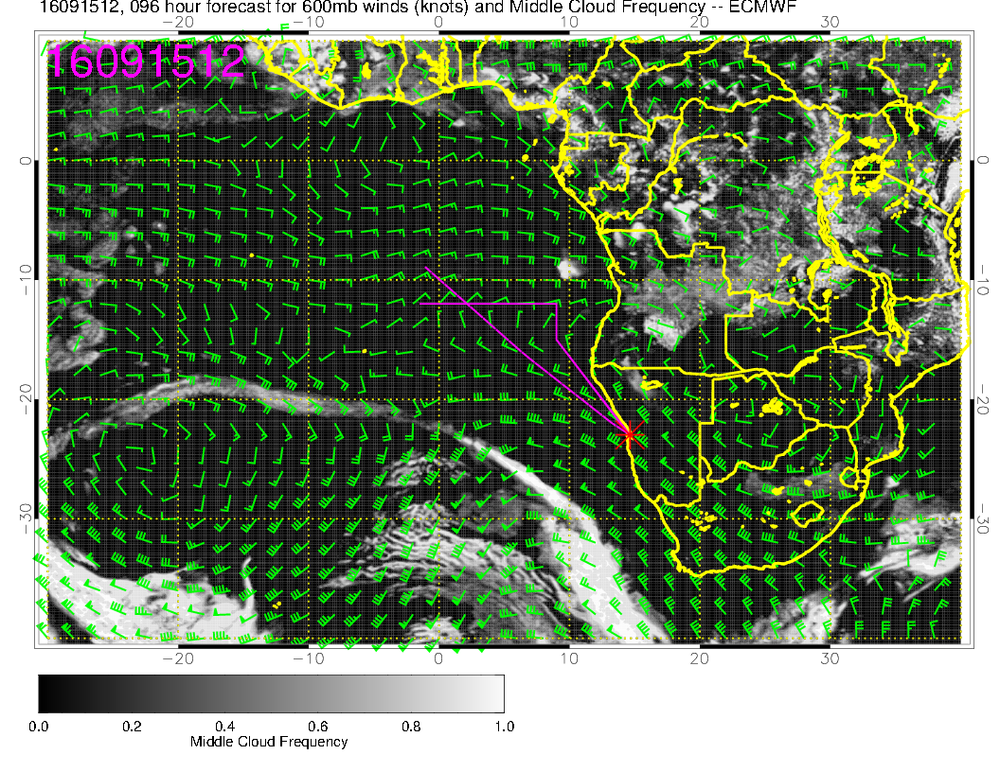 16091512, 096 hour forecast for 600mb winds (knots) and Middle Cloud Frequency -- ECMWF
−20 −10 0 10 20 30
16091512
0 0
−10 −10
−20 −20
−30 −30
−20 −10 0 10 20 30
0.0 0.2 0.4 0.6 0.8 1.0
Middle Cloud Frequency